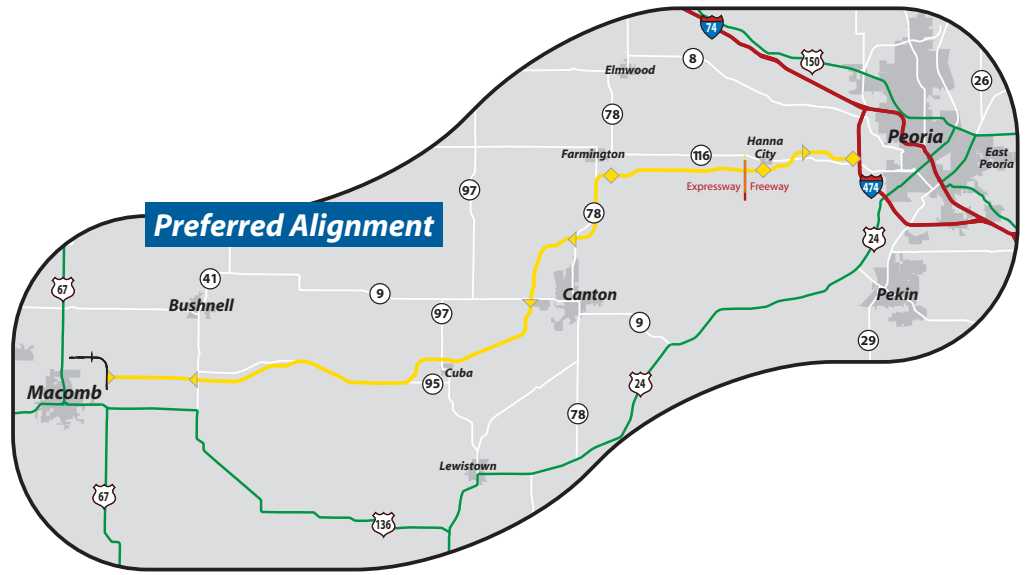 74
150
8
26
Elmwood
78
Peoria
Hanna
City
116
Farmington
East
Peoria
Expressway
Freeway
474
97
78
Preferred Alignment
24
41
67
9
Canton
Pekin
Bushnell
97
9
29
Cuba
95
24
Macomb
78
Lewistown
67
136